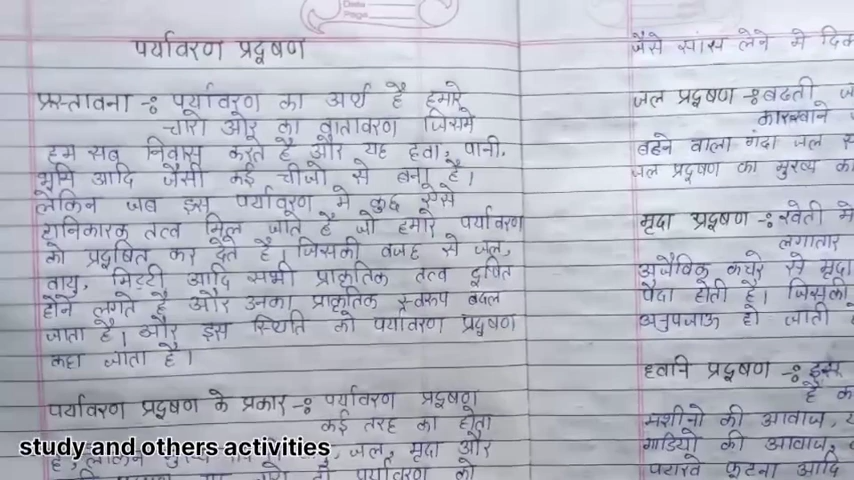 पर्यावरण प्रदूषण
प्रस्तावना -: पर्यावरण का अर्थ है हमारे
चारो ओर का वातावरण जिसमे
हम सब निवास करते है और यह हवा, पानी,
भूमि आदि जैसी कई चीजो से बना है।
लेकिन जब इस पर्यावरण मे कुछ ऐसे
हानिकारक तत्व मिल जाते है जो हमारे पर्यावरण
को प्रदूषित कर देते है, जिसकी वजह से जल,
वायु, मिट्टी आदि सभी प्राकृतिक तत्व दूषित
होने लगते है और उनका प्राकृतिक स्वरूप बदल
जाता है। और इस स्थिति को पर्यावरण प्रदूषण
कहा जाता है।
पर्यावरण प्रदूषण के प्रकार -: पर्यावरण प्रदूषण
कई तरह का होता
जल, मृदा और
पर्यावरण को
जैसे सांस लेने मे
जल प्रदूषण -: बढती
कारखाने
बहने वाला गंदा जल
जल प्रदूषण का मुख्य
मृदा प्रदूषण -: खेती मे
लगातार
अजैविक कचरे से मृदा
पैदा होती है। जिसकी
अनुपजाऊ हो जाती
ध्वनि प्रदूषण -: इस
है
मशीनो की आवाज,
गाडियो की आवाज,
पटाखे फूटना आदि
study and others activities